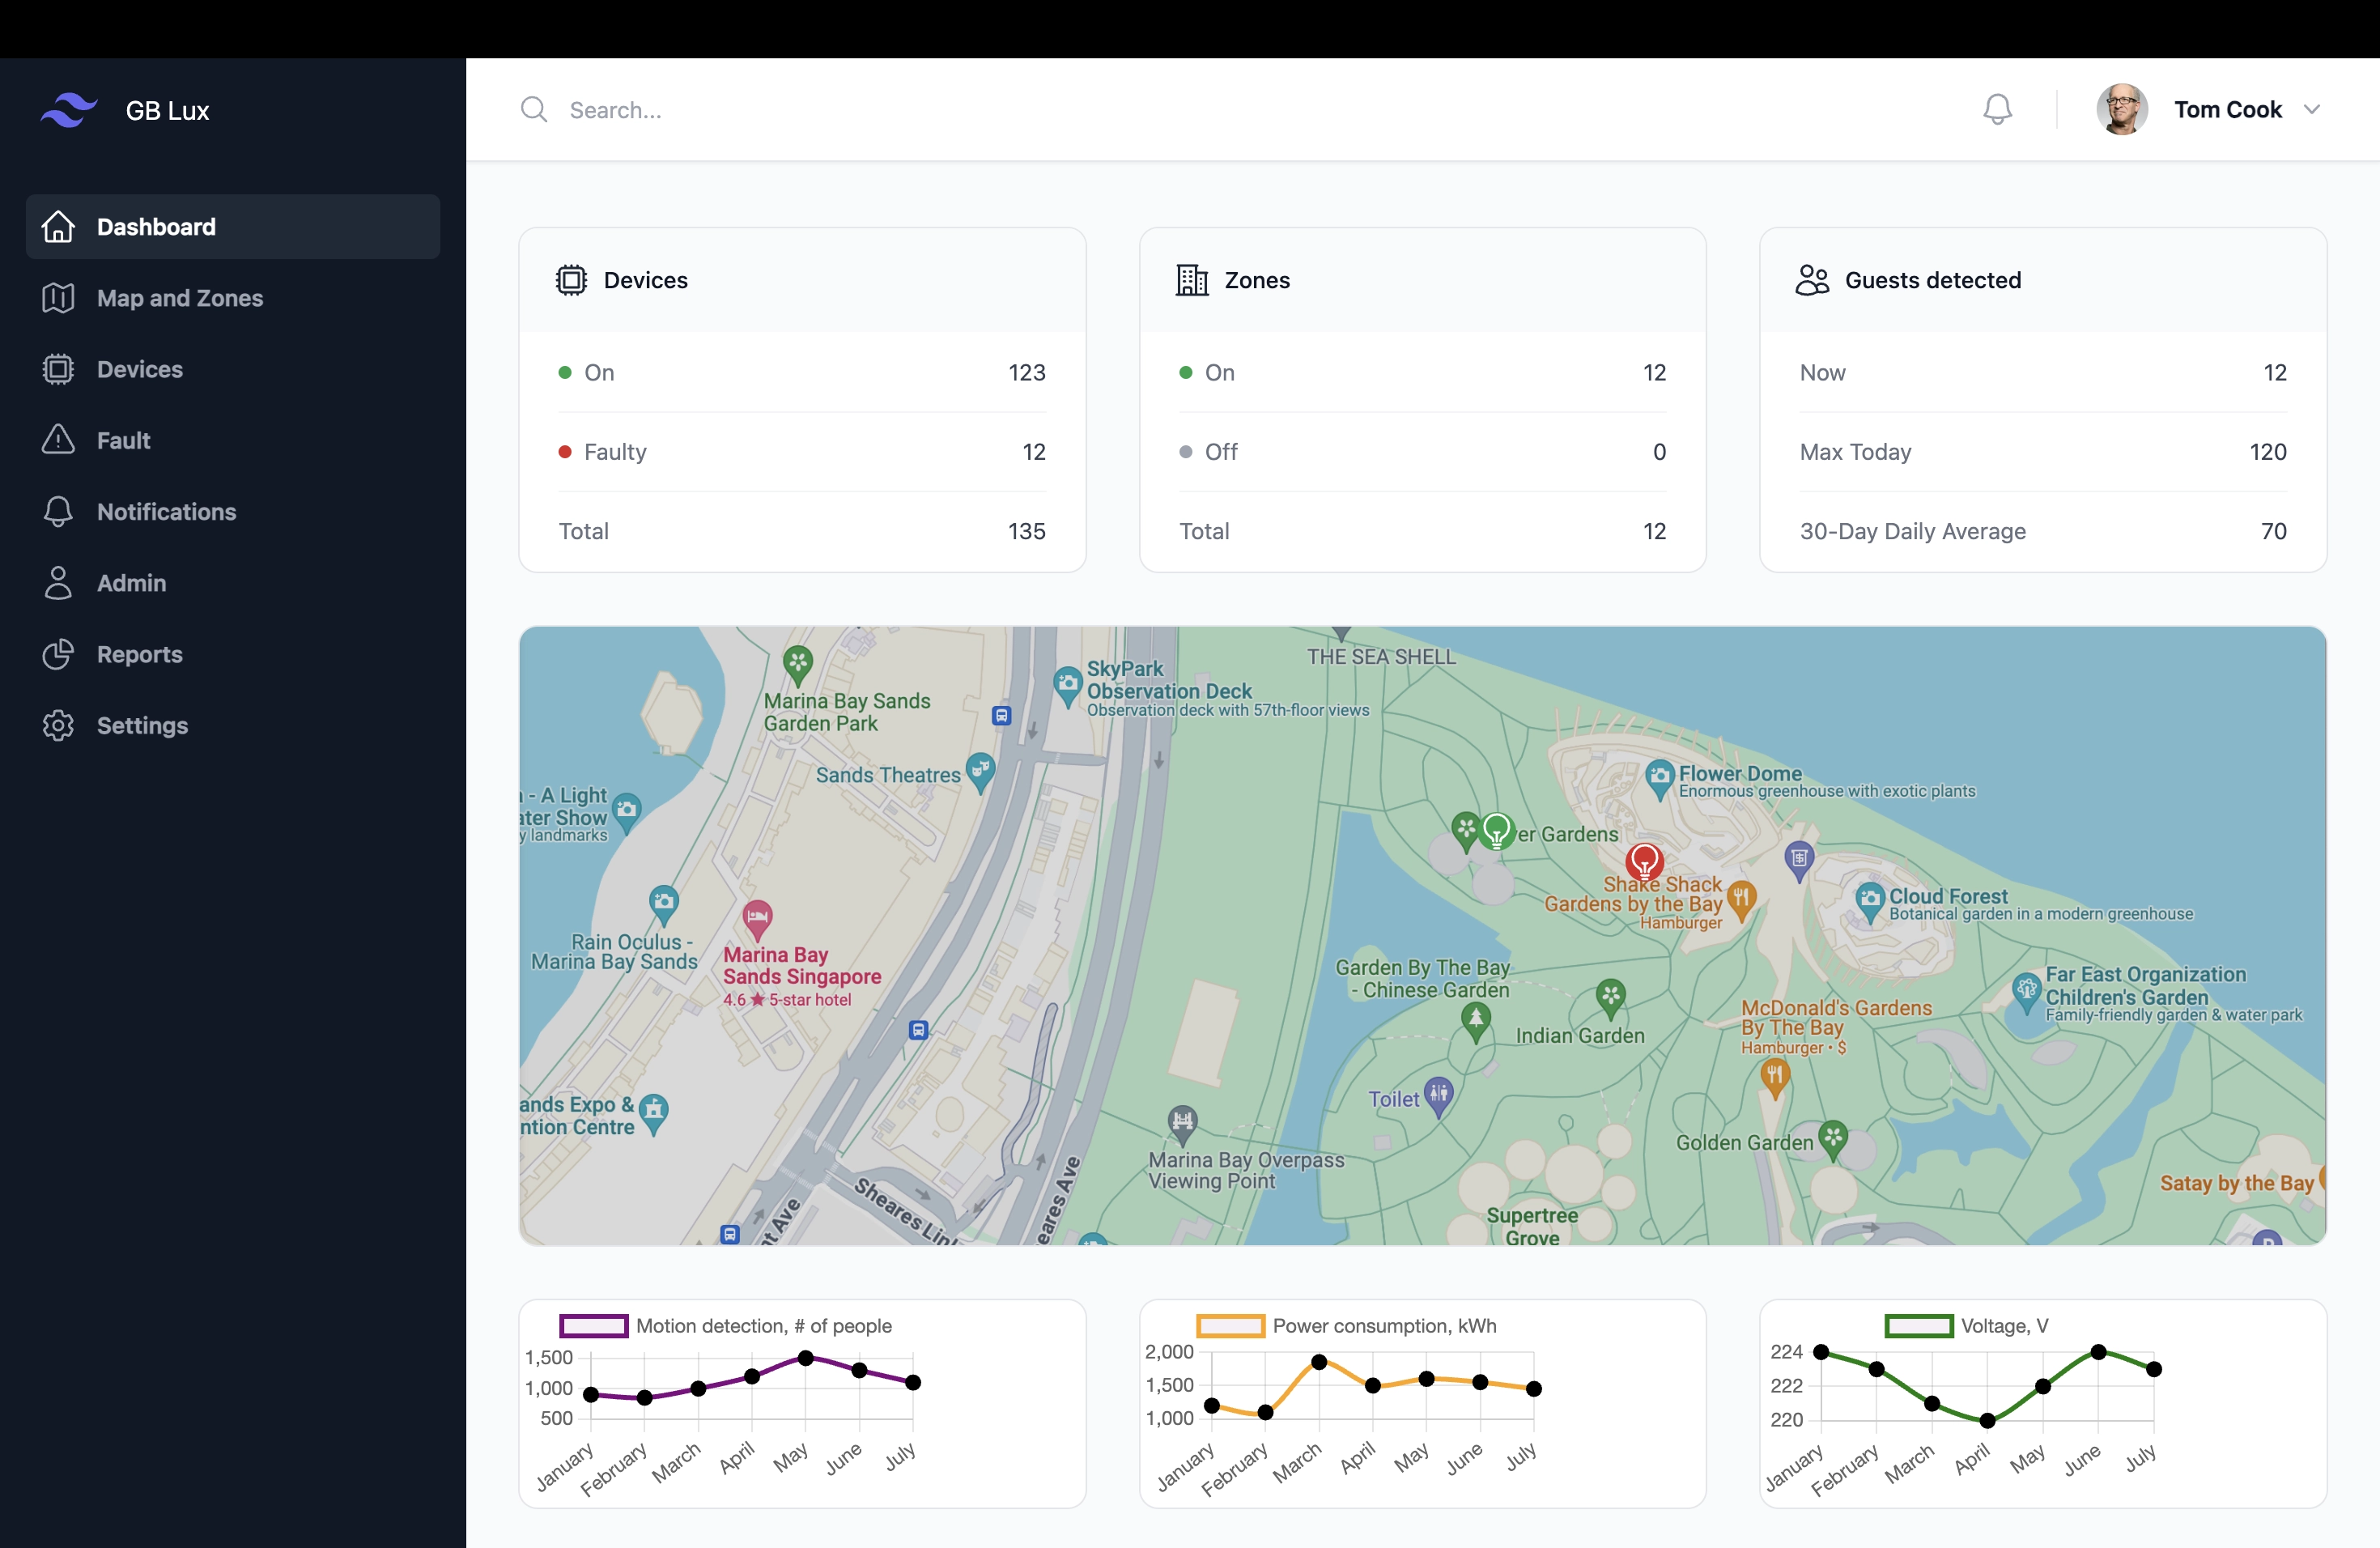 GB Lux
Search...
Tom Cook
Dashboard
Map and Zones
Devices
Fault
Notifications
Admin
Reports
Settings
Devices
On 123
Faulty 12
Total 135
Zones
On 12
Off 0
Total 12
Guests detected
Now 12
Max Today 120
30-Day Daily Average 70
THE SEA SHELL
Marina Bay Sands
Garden Park
SkyPark
Observation Deck
Observation deck with 57th-floor views
Sands Theatres
- A Light
ater Show
y landmarks
Flower Dome
Enormous greenhouse with exotic plants
er Gardens
Shake Shack
Gardens by the Bay
Hamburger
Cloud Forest
Botanical garden in a modern greenhouse
Rain Oculus -
Marina Bay Sands
Marina Bay
Sands Singapore
4.6 ★ 5-star hotel
Garden By The Bay
- Chinese Garden
Indian Garden
Far East Organization
Children's Garden
Family-friendly garden & water park
McDonald's Gardens
By The Bay
Hamburger • $
Toilet
ands Expo &
ntion Centre
Golden Garden
Marina Bay Overpass
Viewing Point
Satay by the Bay
Supertree
Grove
Sheares Link
eares Ave
nt Ave
Motion detection, # of people
1,500
1,000
500
January February March April May June July
Power consumption, kWh
2,000
1,500
1,000
January February March April May June July
Voltage, V
224
222
220
January February March April May June July